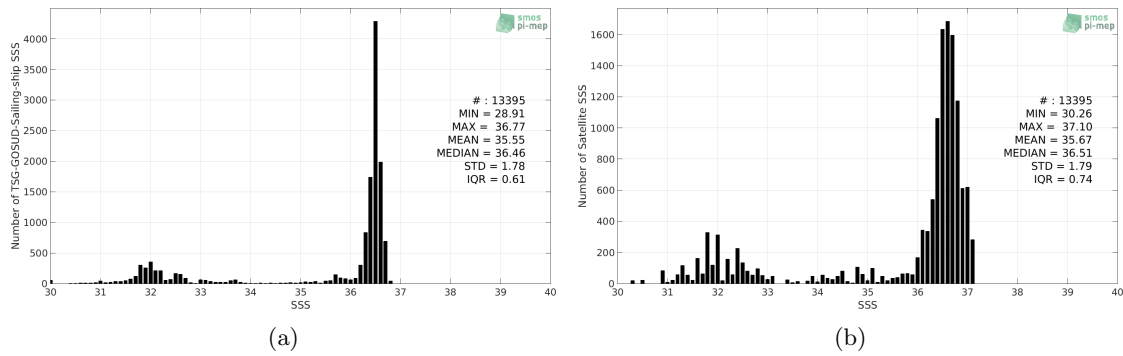 smos
pi-mep
Number of TSG-GOSUD-Sailing-ship SSS
4000
3500
3000
2500
2000
1500
1000
500
0
# : 13395
MIN = 28.91
MAX = 36.77
MEAN = 35.55
MEDIAN = 36.46
STD = 1.78
IQR = 0.61
30 31 32 33 34 35 36 37 38 39 40
SSS
(a)
smos
pi-mep
Number of Satellite SSS
1600
1400
1200
1000
800
600
400
200
0
# : 13395
MIN = 30.26
MAX = 37.10
MEAN = 35.67
MEDIAN = 36.51
STD = 1.79
IQR = 0.74
30 31 32 33 34 35 36 37 38 39 40
SSS
(b)